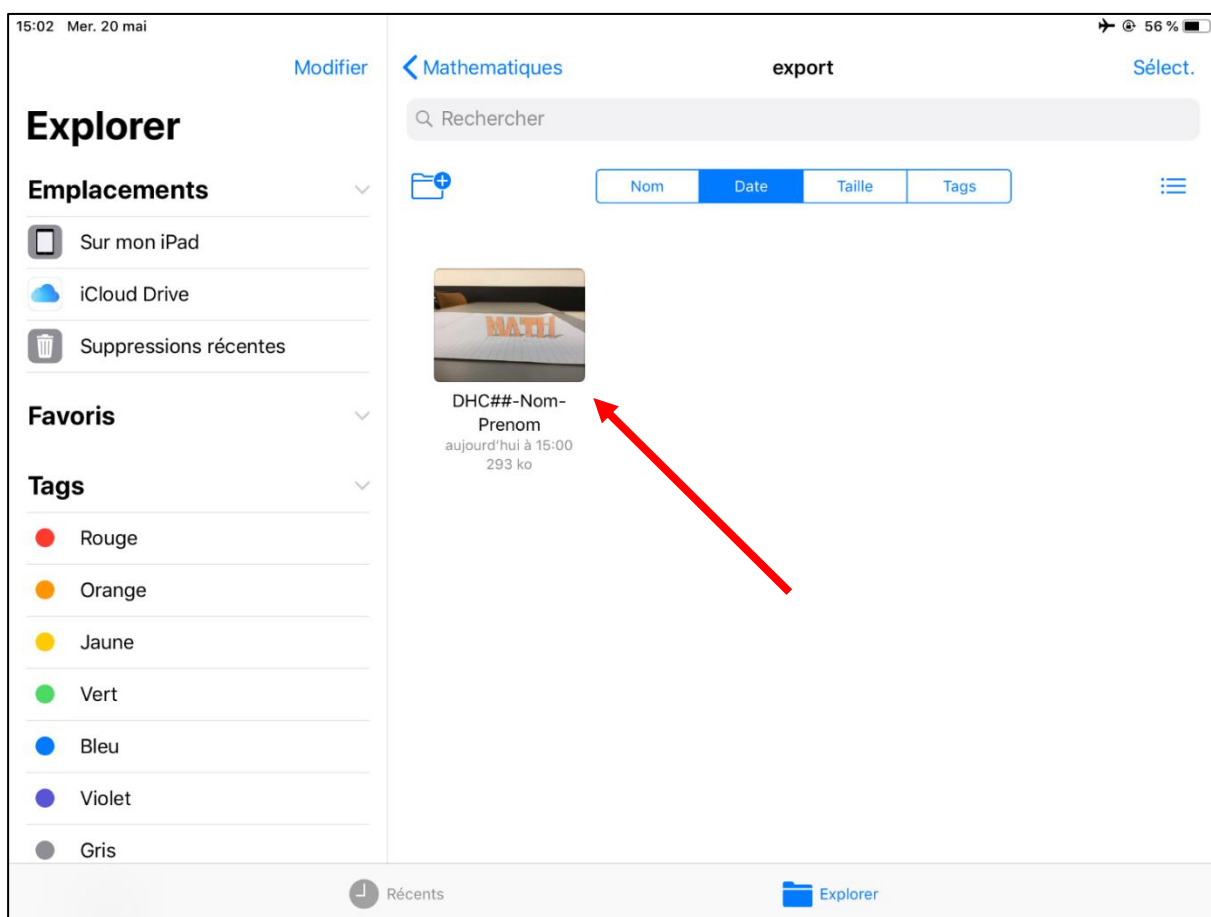 15:02 Mer. 20 mai
56 %
Modifier
Mathematiques
export
Sélect.
Explorer
Rechercher
Emplacements
Nom
Date
Taille
Tags
Sur mon iPad
iCloud Drive
Suppressions récentes
MATH
DHC##-Nom-
Prenom
aujourd'hui à 15:00
293 ko
Favoris
Tags
Rouge
Orange
Jaune
Vert
Bleu
Violet
Gris
Récents
Explorer